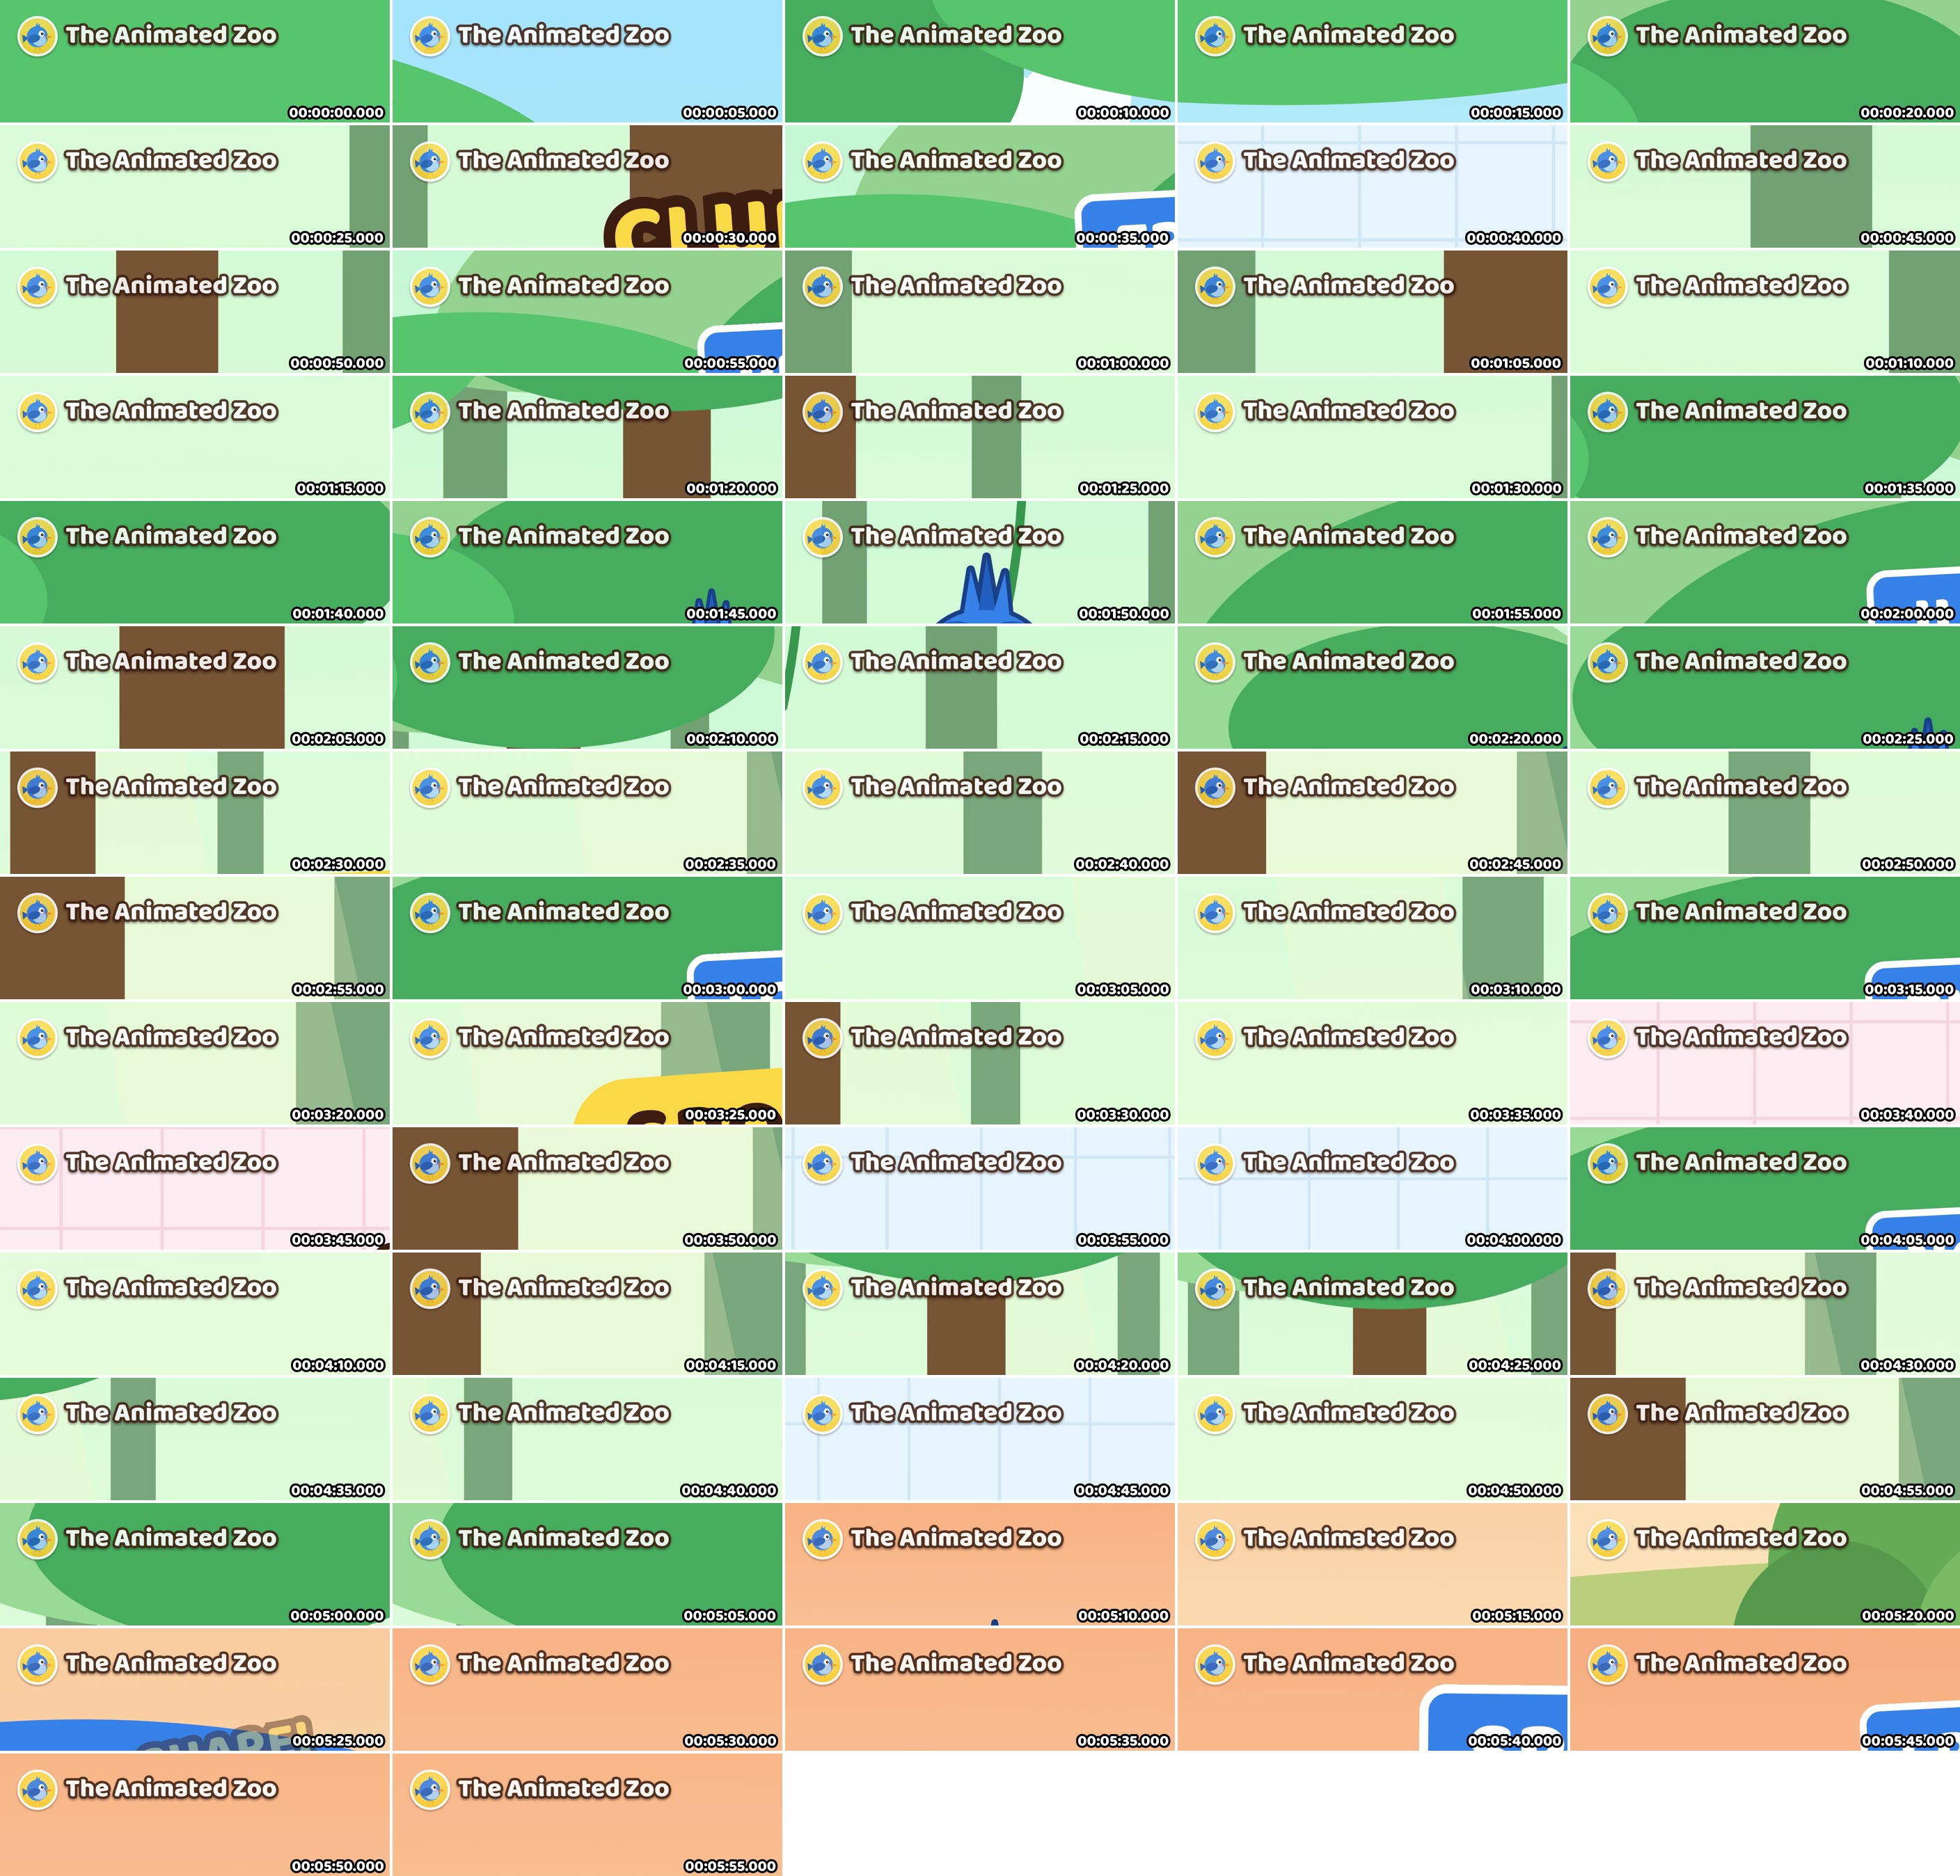 The Animated Zoo
00:00:00.000
The Animated Zoo
00:00:05.000
The Animated Zoo
00:00:10.000
The Animated Zoo
00:00:15.000
The Animated Zoo
00:00:20.000
The Animated Zoo
00:00:25.000
The Animated Zoo
00:00:30.000
The Animated Zoo
00:00:35.000
The Animated Zoo
00:00:40.000
The Animated Zoo
00:00:45.000
The Animated Zoo
00:00:50.000
The Animated Zoo
00:00:55.000
The Animated Zoo
00:01:00.000
The Animated Zoo
00:01:05.000
The Animated Zoo
00:01:10.000
The Animated Zoo
00:01:15.000
The Animated Zoo
00:01:20.000
The Animated Zoo
00:01:25.000
The Animated Zoo
00:01:30.000
The Animated Zoo
00:01:35.000
The Animated Zoo
00:01:40.000
The Animated Zoo
00:01:45.000
The Animated Zoo
00:01:50.000
The Animated Zoo
00:01:55.000
The Animated Zoo
00:02:00.000
The Animated Zoo
00:02:05.000
The Animated Zoo
00:02:10.000
The Animated Zoo
00:02:15.000
The Animated Zoo
00:02:20.000
The Animated Zoo
00:02:25.000
The Animated Zoo
00:02:30.000
The Animated Zoo
00:02:35.000
The Animated Zoo
00:02:40.000
The Animated Zoo
00:02:45.000
The Animated Zoo
00:02:50.000
The Animated Zoo
00:02:55.000
The Animated Zoo
00:03:00.000
The Animated Zoo
00:03:05.000
The Animated Zoo
00:03:10.000
The Animated Zoo
00:03:15.000
The Animated Zoo
00:03:20.000
The Animated Zoo
00:03:25.000
The Animated Zoo
00:03:30.000
The Animated Zoo
00:03:35.000
The Animated Zoo
00:03:40.000
The Animated Zoo
00:03:45.000
The Animated Zoo
00:03:50.000
The Animated Zoo
00:03:55.000
The Animated Zoo
00:04:00.000
The Animated Zoo
00:04:05.000
The Animated Zoo
00:04:10.000
The Animated Zoo
00:04:15.000
The Animated Zoo
00:04:20.000
The Animated Zoo
00:04:25.000
The Animated Zoo
00:04:30.000
The Animated Zoo
00:04:35.000
The Animated Zoo
00:04:40.000
The Animated Zoo
00:04:45.000
The Animated Zoo
00:04:50.000
The Animated Zoo
00:04:55.000
The Animated Zoo
00:05:00.000
The Animated Zoo
00:05:05.000
The Animated Zoo
00:05:10.000
The Animated Zoo
00:05:15.000
The Animated Zoo
00:05:20.000
The Animated Zoo
SHARE!
00:05:25.000
The Animated Zoo
00:05:30.000
The Animated Zoo
00:05:35.000
The Animated Zoo
00:05:40.000
The Animated Zoo
00:05:45.000
The Animated Zoo
00:05:50.000
The Animated Zoo
00:05:55.000